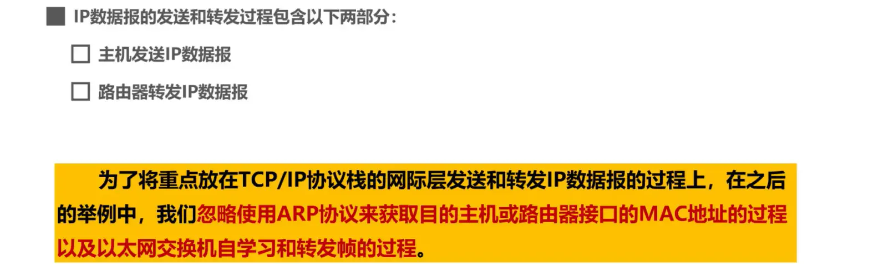 IP数据报的发送和转发过程包含以下两部分：
主机发送IP数据报
路由器转发IP数据报
为了将重点放在TCP/IP协议栈的网际层发送和转发IP数据报的过程上，在之后
的举例中，我们忽略使用ARP协议来获取目的主机或路由器接口的MAC地址的过程
以及以太网交换机自学习和转发帧的过程。